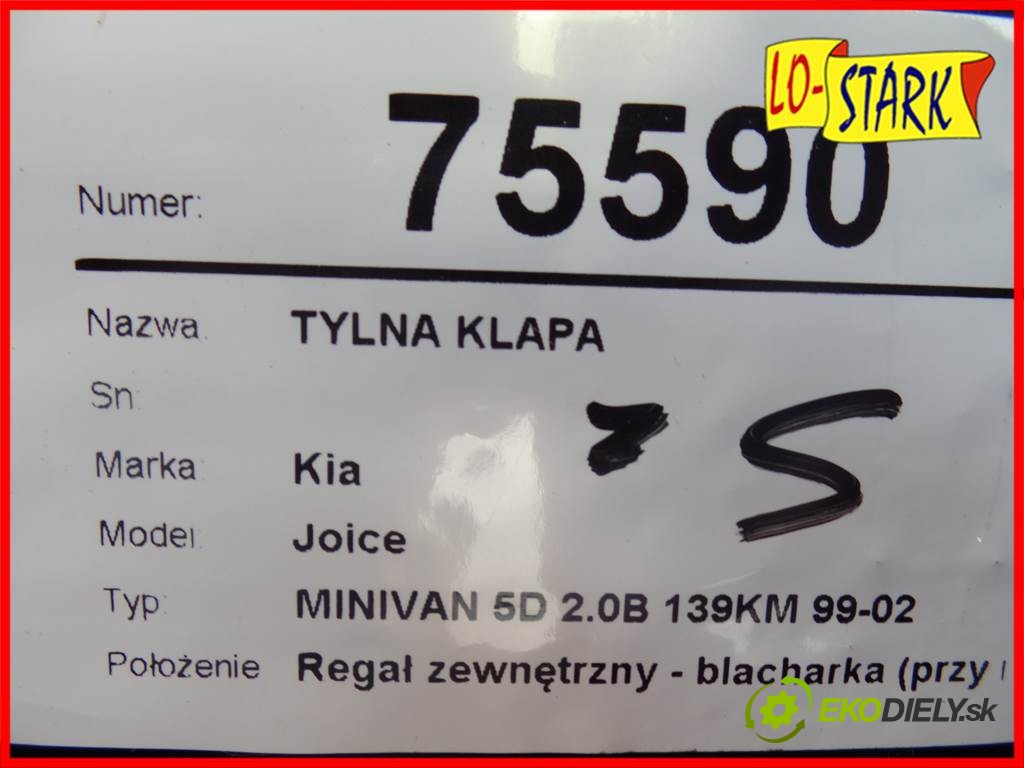 LO-STARK
Numer: 75590
Nazwa: TYLNA KLAPA
Sn:
Marka: Kia
Model: Joice
Typ: MINIVAN 5D 2.0B 139KM 99-02
Położenie Regał zewnętrzny - blacharka (przy
EKODIELY.sk